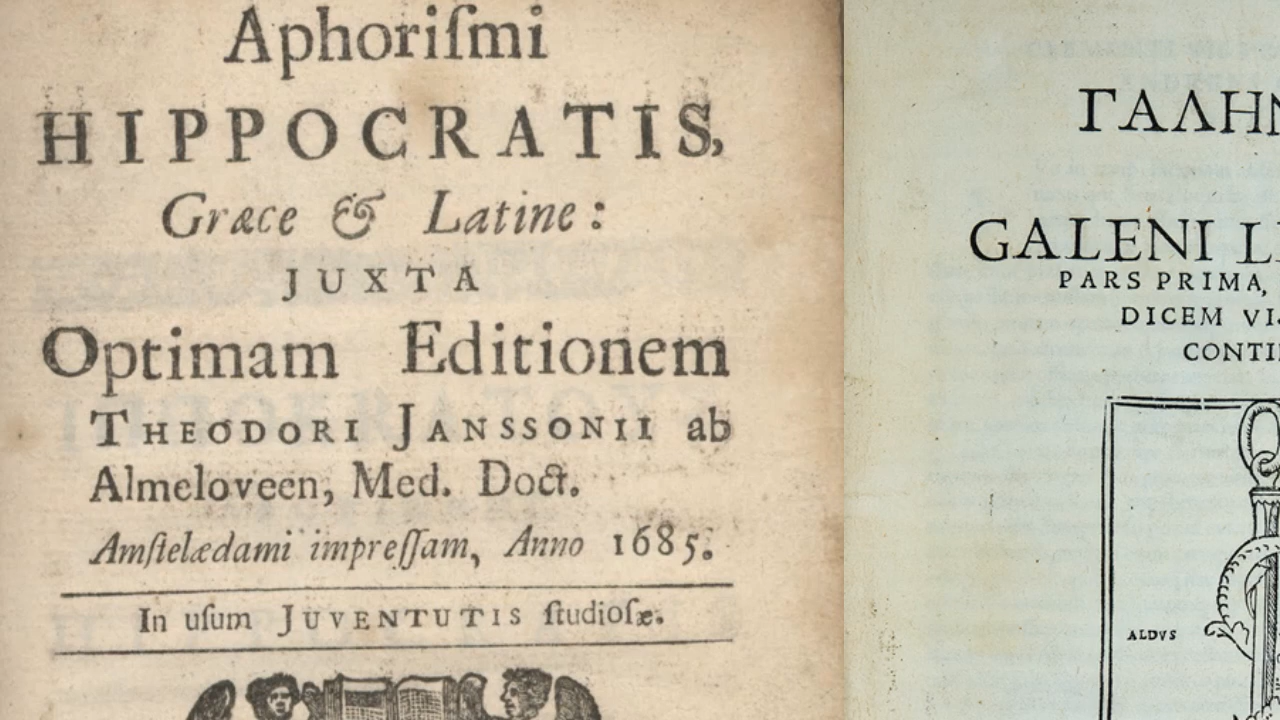 Aphoriſmi
HIPPOCRATIS,
Græce & Latine:
JUXTA
Optimam Editionem
THEODORI JANSSONII ab
Almeloveen, Med. Doct.
Amſtelædami impreſſam, Anno 1685.
In uſum JUVENTUTIS ſtudioſæ.
ΓΑΛΗΝ
GALENI LI
PARS PRIMA,
DICEM VI
CONTI
ALDVS